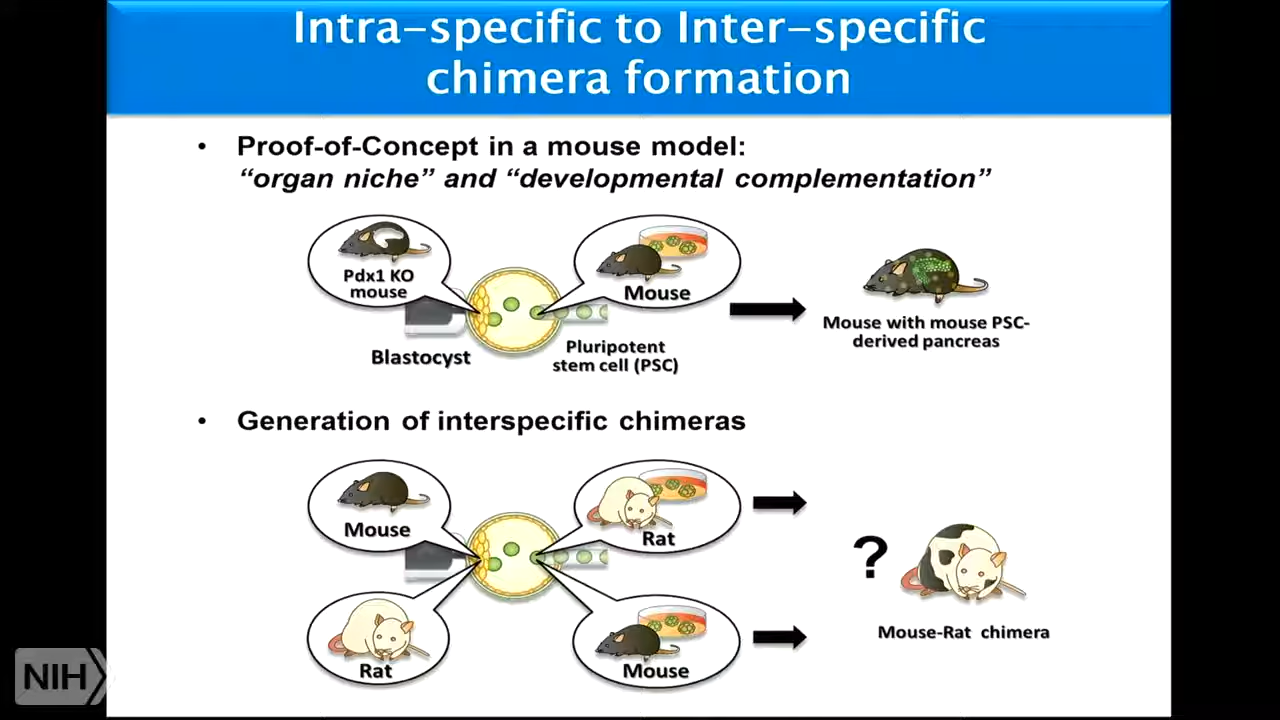 Intra-specific to Inter-specific
chimera formation
• Proof-of-Concept in a mouse model:
“organ niche” and “developmental complementation”
Pdx1 KO
mouse
Mouse
Blastocyst
Pluripotent
stem cell (PSC)
Mouse with mouse PSC-
derived pancreas
• Generation of interspecific chimeras
Mouse
Rat
?
Rat
Mouse
Mouse-Rat chimera
NIH